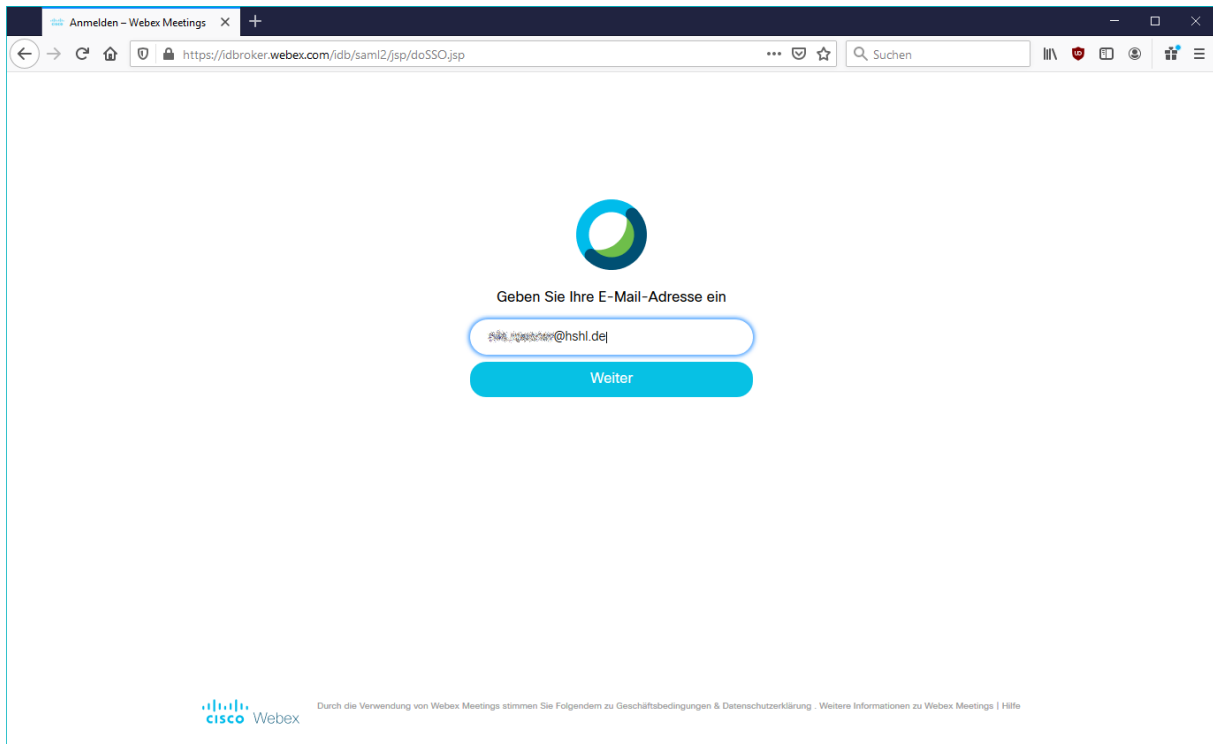 Anmelden – Webex Meetings
https://idbroker.webex.com/idb/saml2/jsp/doSSO.jsp
Suchen
Geben Sie Ihre E-Mail-Adresse ein
@hshl.de
Weiter
cisco Webex
Durch die Verwendung von Webex Meetings stimmen Sie Folgendem zu Geschäftsbedingungen & Datenschutzerklärung . Weitere Informationen zu Webex Meetings | Hilfe